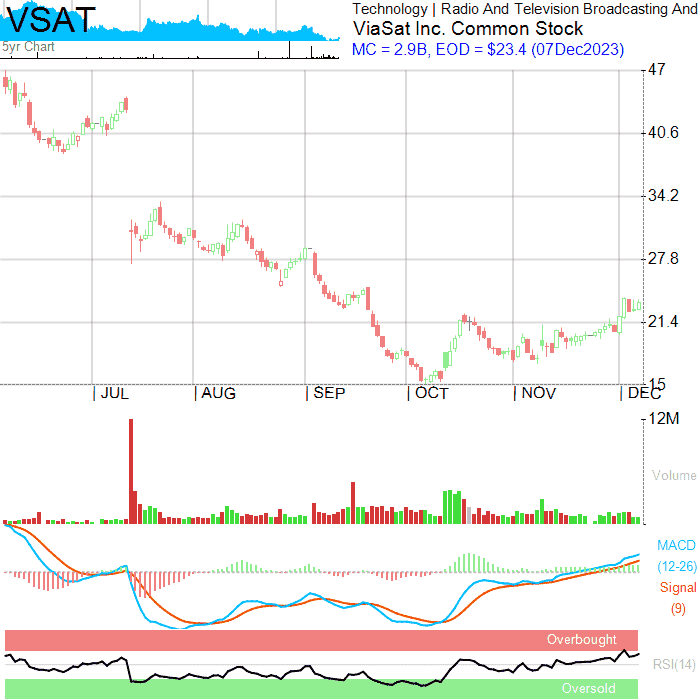 VSAT
5yr Chart
Technology | Radio And Television Broadcasting And
ViaSat Inc. Common Stock
MC = 2.9B, EOD = $23.4 (07Dec2023)
47
40.6
34.2
27.8
21.4
15
| JUL | AUG | SEP | OCT | NOV | DEC
12M
Volume
MACD
(12-26)
Signal
(9)
Overbought
RSI(14)
Oversold